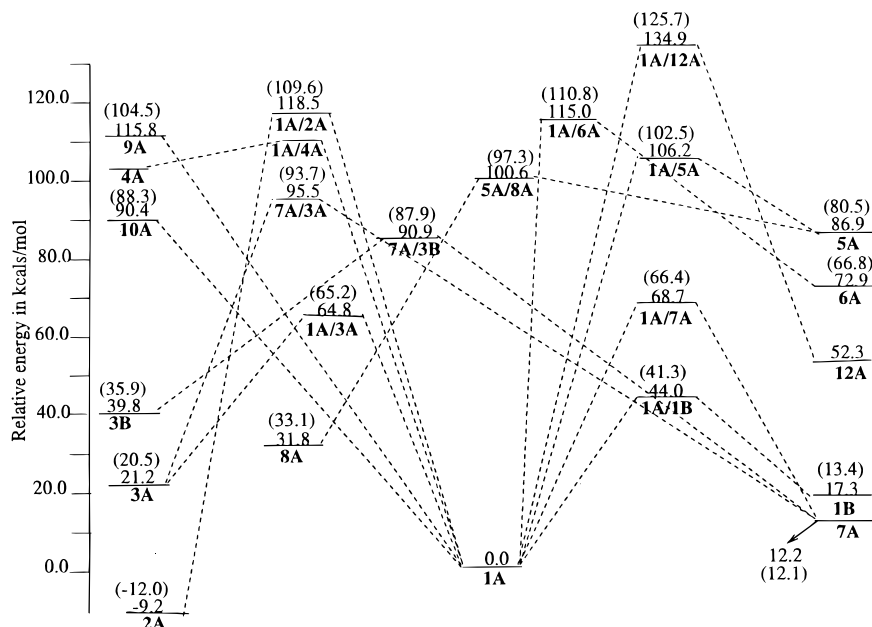 Relative energy in kcals/mol
120.0
100.0
80.0
60.0
40.0
20.0
0.0
(104.5)
115.8
9A
4A
(88.3)
90.4
10A
(35.9)
39.8
3B
(20.5)
21.2
3A
(-12.0)
-9.2
2A
(109.6)
118.5
1A/2A
1A/4A
(93.7)
95.5
7A/3A
(65.2)
64.8
1A/3A
(33.1)
31.8
8A
(87.9)
90.9
7A/3B
(97.3)
100.6
5A/8A
(110.8)
115.0
1A/6A
0.0
1A
(125.7)
134.9
1A/12A
(102.5)
106.2
1A/5A
(66.4)
68.7
1A/7A
(41.3)
44.0
1A/1B
(80.5)
86.9
5A
(66.8)
72.9
6A
52.3
12A
(13.4)
17.3
1B
7A
12.2
(12.1)